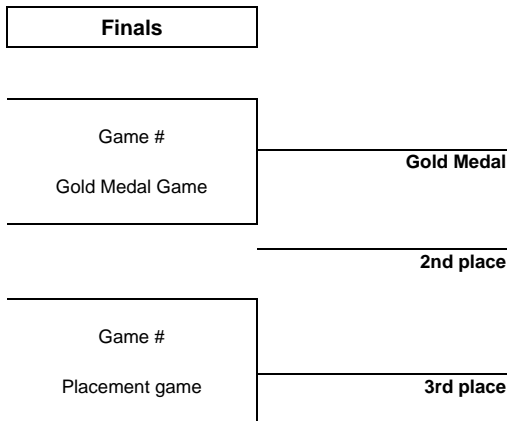 Finals
Game #
Gold Medal
Gold Medal Game
2nd place
Game #
Placement game
3rd place